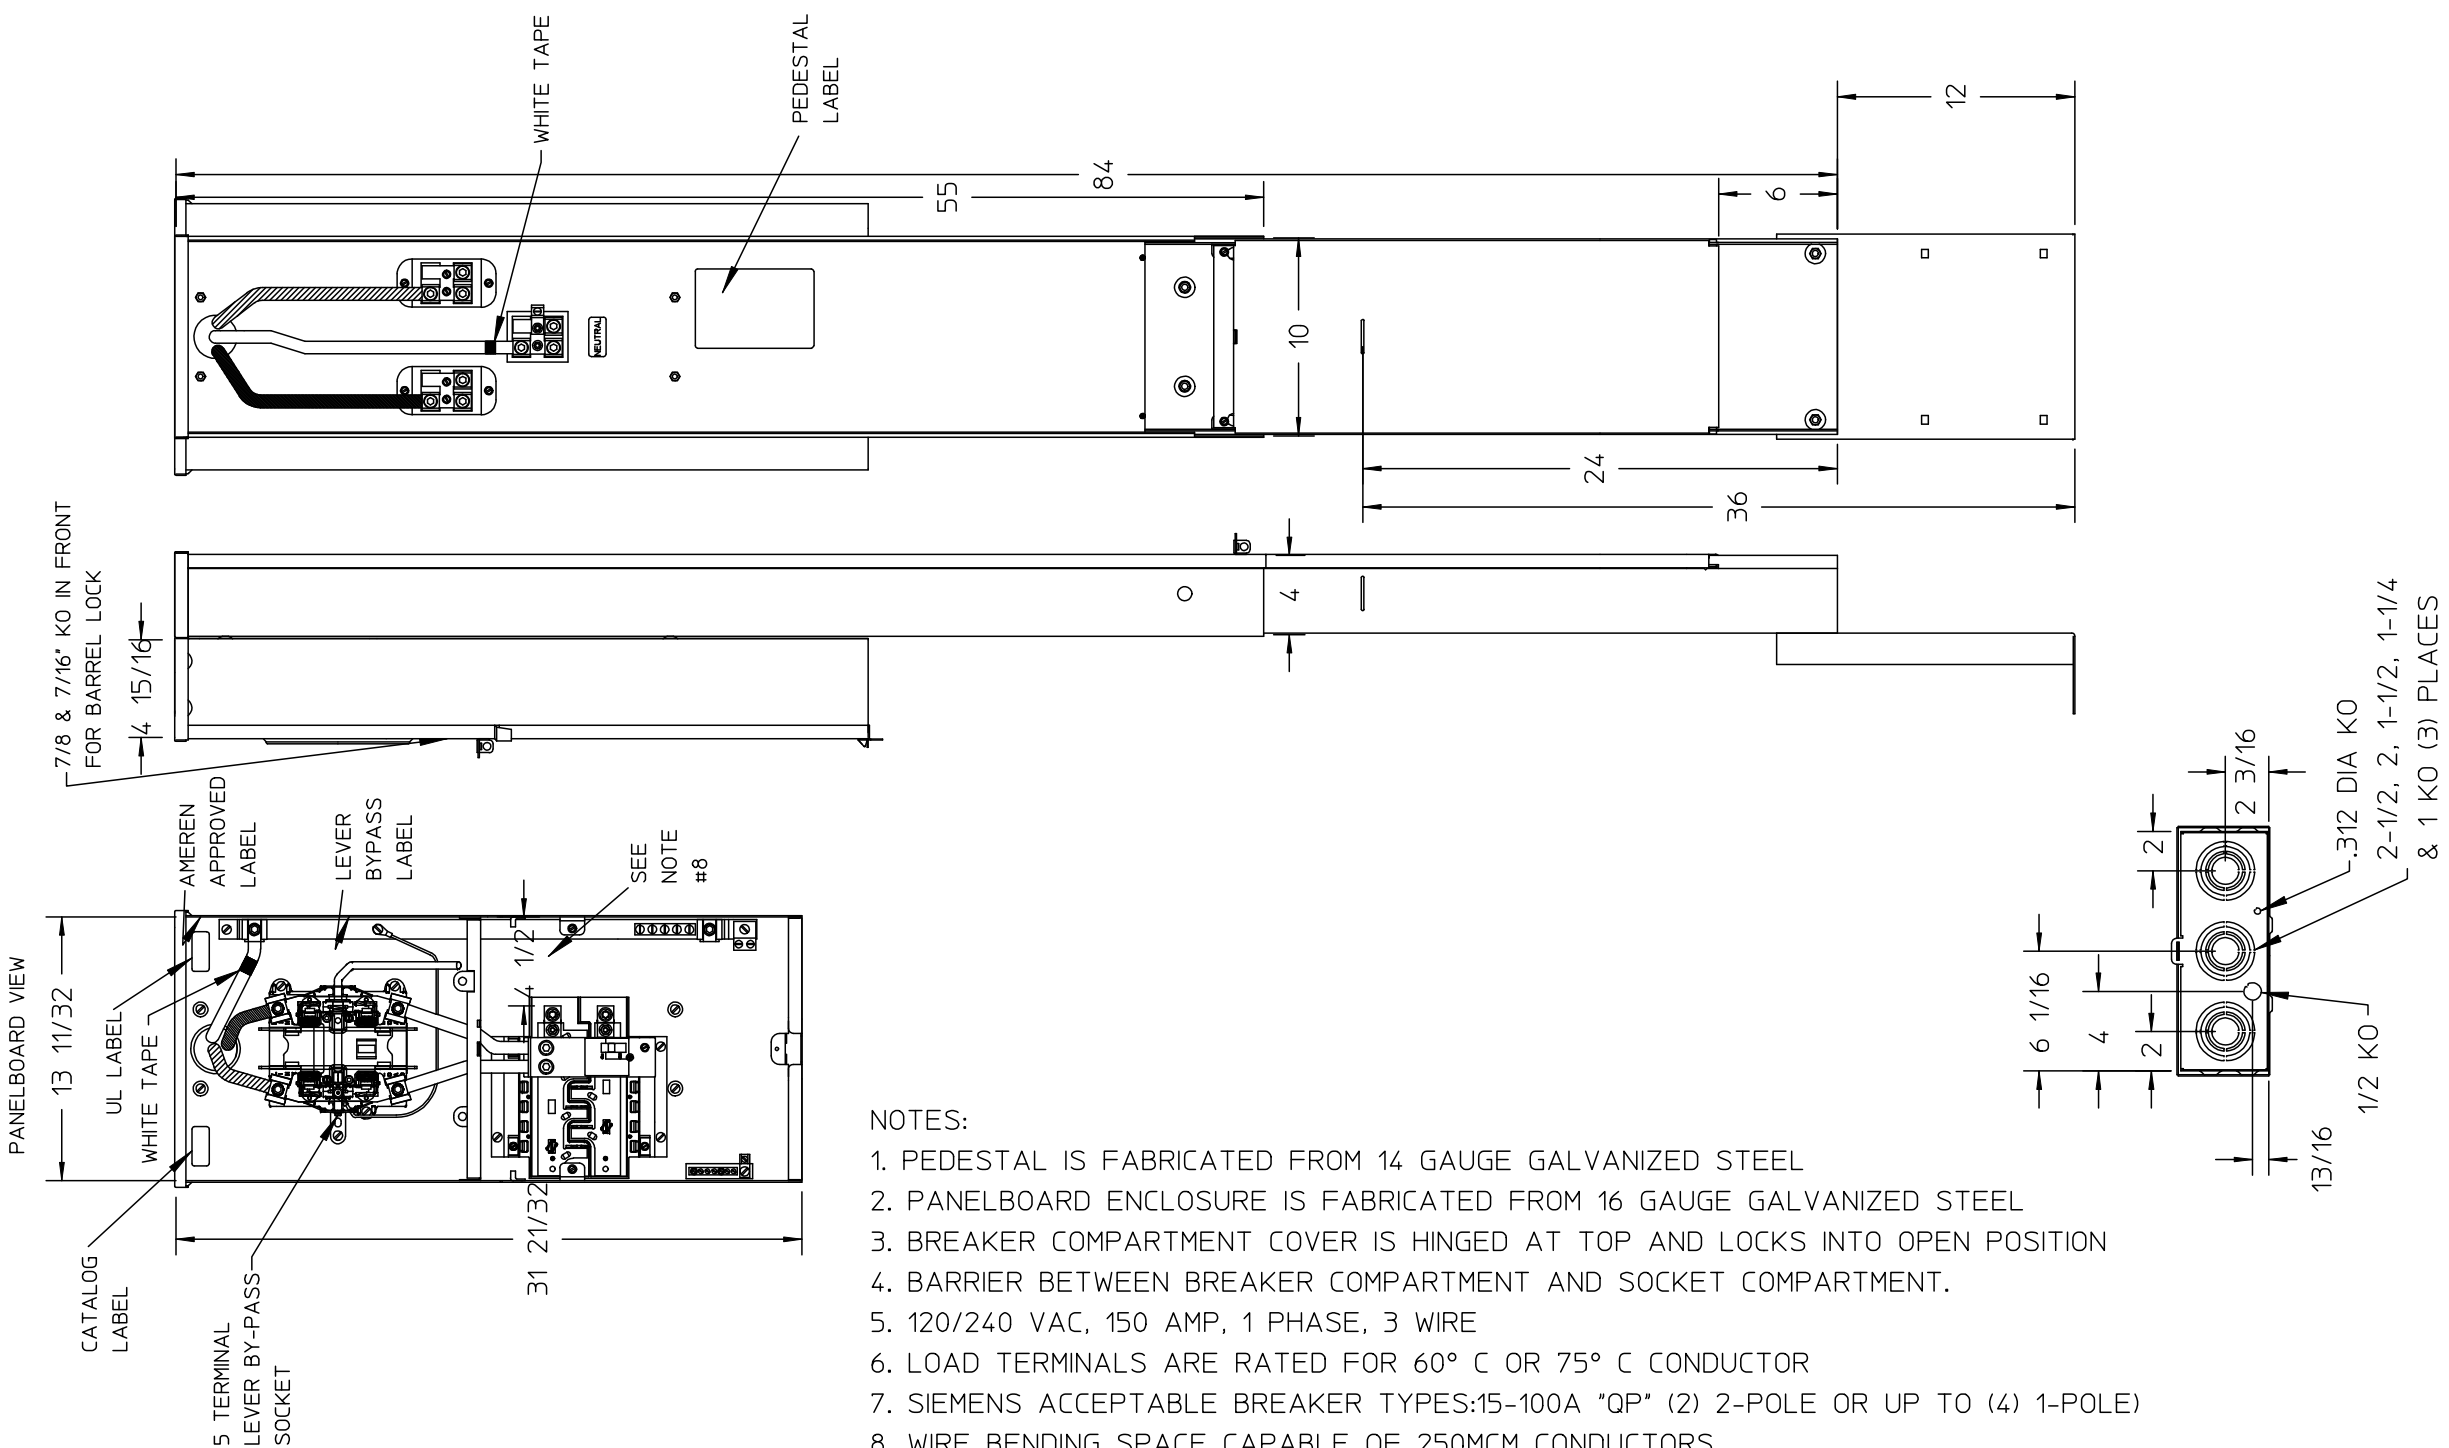 PANELBOARD VIEW
13 11/32
UL LABEL
WHITE TAPE
CATALOG
LABEL
5 TERMINAL
LEVER BY-PASS
SOCKET
31 21/32
4 1/2
AMEREN
APPROVED
LABEL
LEVER
BYPASS
LABEL
SEE
NOTE
#8
7/8 & 7/16" KO IN FRONT
FOR BARREL LOCK
4 15/16
4
WHITE TAPE
PEDESTAL
LABEL
NEUTRAL
55
84
10
6
12
24
36
2
2 3/16
.312 DIA KO
2-1/2, 2, 1-1/2, 1-1/4
& 1 KO (3) PLACES
6 1/16
4
2
1/2 KO
13/16
NOTES:
1. PEDESTAL IS FABRICATED FROM 14 GAUGE GALVANIZED STEEL
2. PANELBOARD ENCLOSURE IS FABRICATED FROM 16 GAUGE GALVANIZED STEEL
3. BREAKER COMPARTMENT COVER IS HINGED AT TOP AND LOCKS INTO OPEN POSITION
4. BARRIER BETWEEN BREAKER COMPARTMENT AND SOCKET COMPARTMENT.
5. 120/240 VAC, 150 AMP, 1 PHASE, 3 WIRE
6. LOAD TERMINALS ARE RATED FOR 60° C OR 75° C CONDUCTOR
7. SIEMENS ACCEPTABLE BREAKER TYPES:15-100A "QP" (2) 2-POLE OR UP TO (4) 1-POLE)
8. WIRE BENDING SPACE CAPABLE OF 250MCM CONDUCTORS